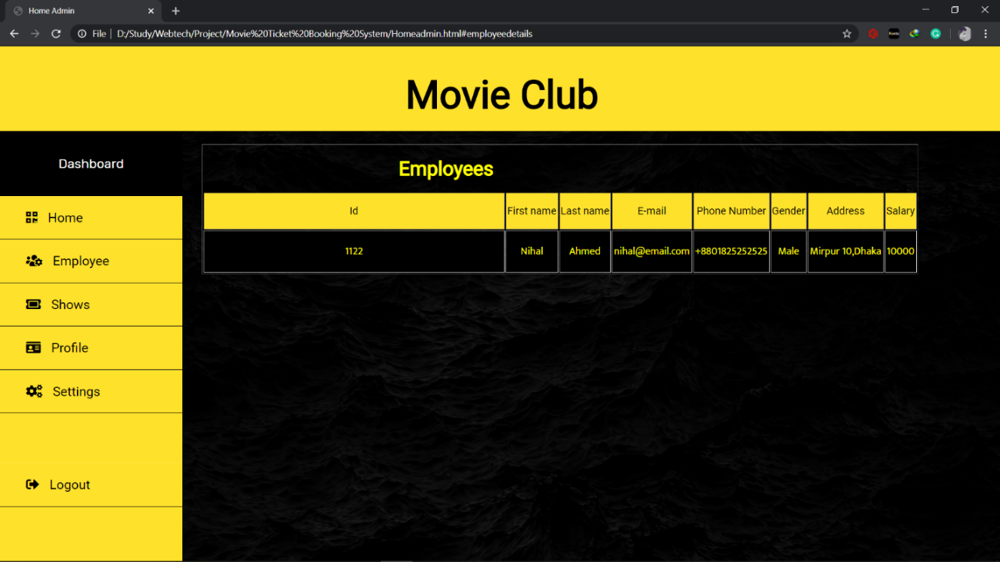 Home Admin
File | D:/Study/Webtech/Project/Movie%20Ticket%20Booking%20System/Homeadmin.html#employeedetails
Movie Club
Dashboard
Home
Employee
Shows
Profile
Settings
Logout
Employees
Id First name Last name E-mail Phone Number Gender Address Salary
1122 Nihal Ahmed nihal@email.com +8801825252525 Male Mirpur 10,Dhaka 10000